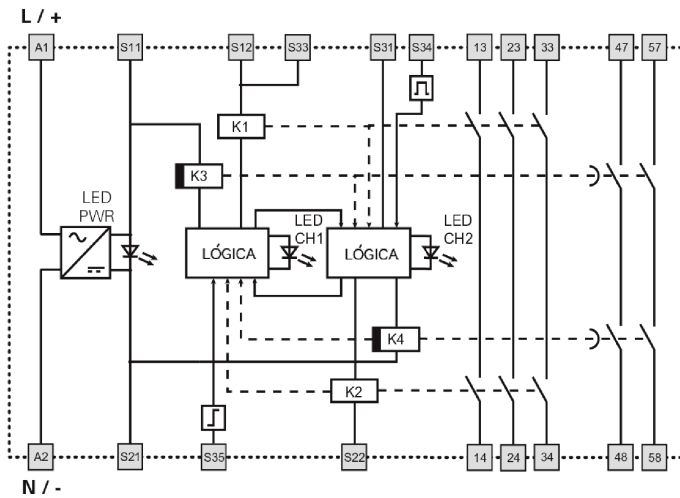 L / +
A1 S11 S12 S33 S31 S34 13 23 33 47 57
K1
K3
LED
PWR
LED
CH1
LED
CH2
LÓGICA LÓGICA
K4
K2
A2 S21 S35 S22 14 24 34 48 58
N / -